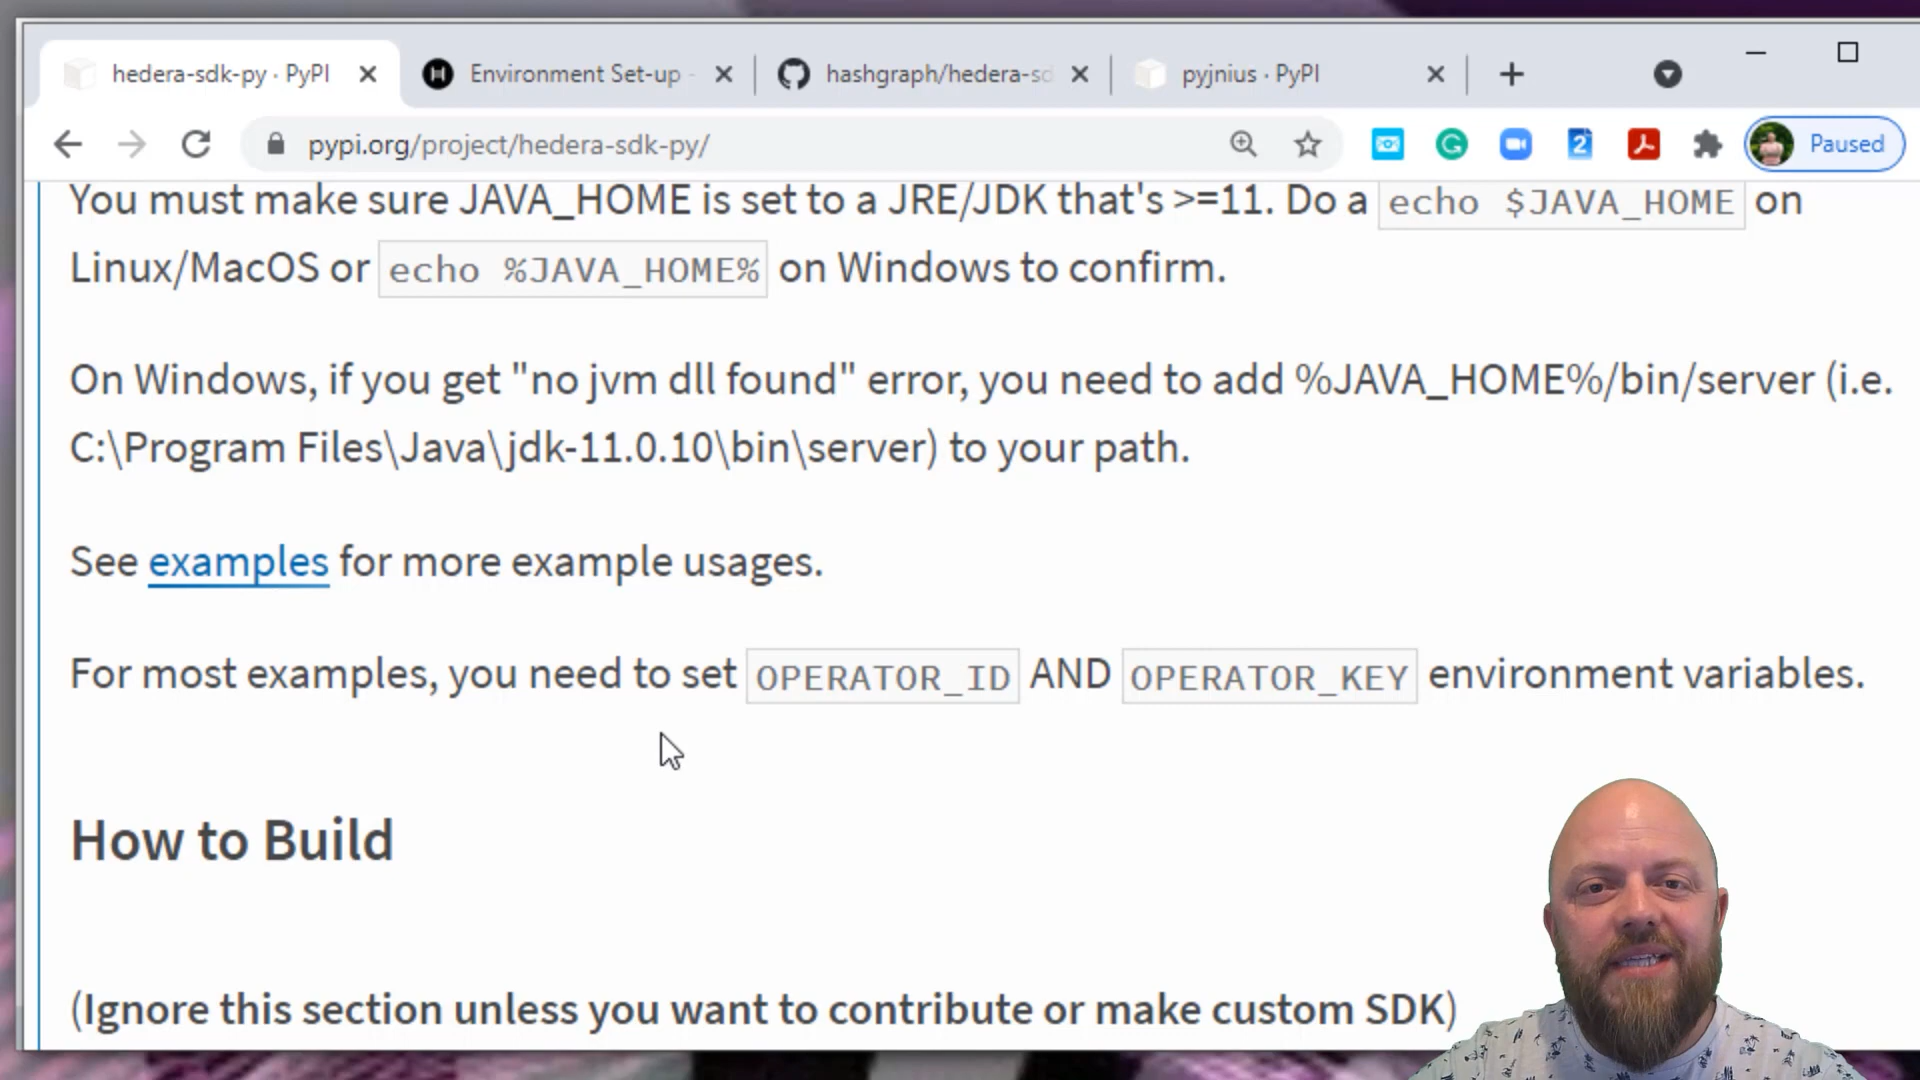 hedera-sdk-py · PyPI
Environment Set-up -
hashgraph/hedera-sd
pyjnius · PyPI
pypi.org/project/hedera-sdk-py/
2
Paused
You must make sure JAVA_HOME is set to a JRE/JDK that's >=11. Do a echo $JAVA_HOME on
Linux/MacOS or echo %JAVA_HOME% on Windows to confirm.
On Windows, if you get "no jvm dll found" error, you need to add %JAVA_HOME%/bin/server (i.e.
C:\Program Files\Java\jdk-11.0.10\bin\server) to your path.
See examples for more example usages.
For most examples, you need to set OPERATOR_ID AND OPERATOR_KEY environment variables.
How to Build
(Ignore this section unless you want to contribute or make custom SDK)